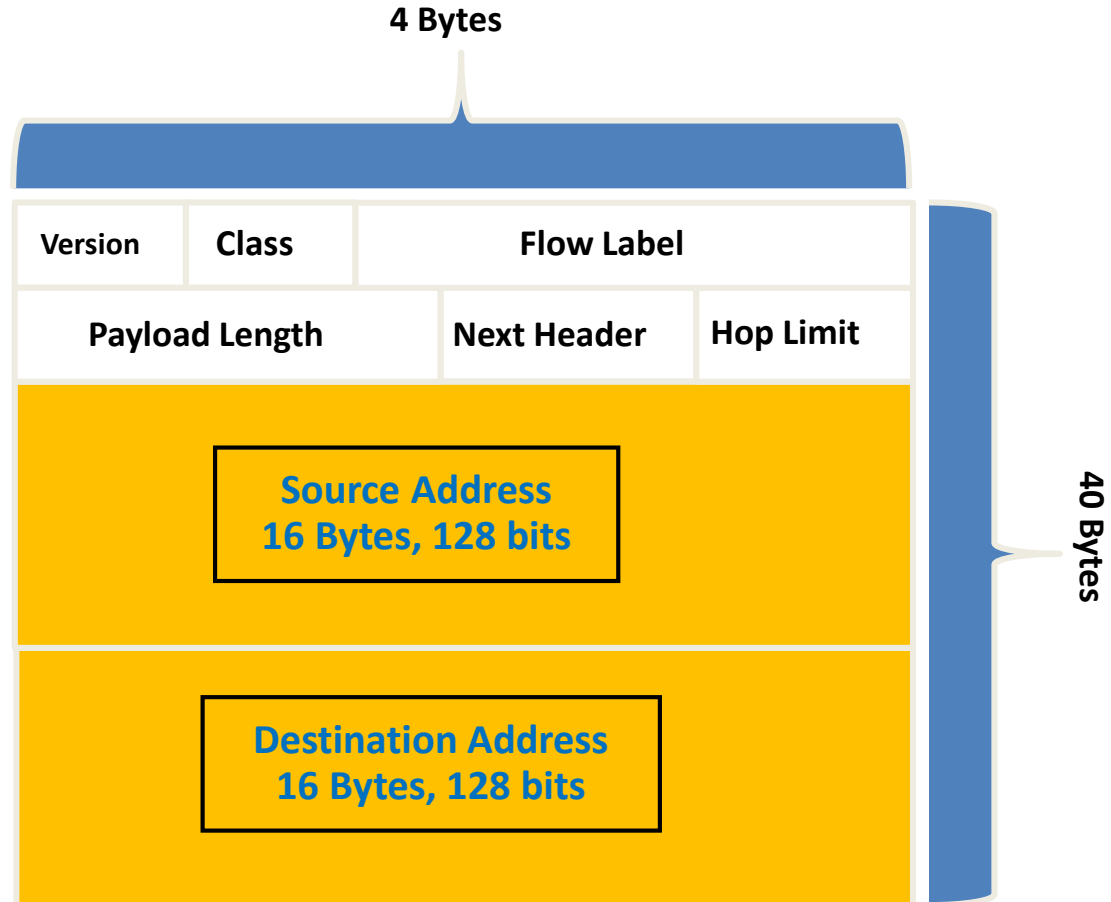 4 Bytes
Version Class Flow Label
Payload Length Next Header Hop Limit
Source Address
16 Bytes, 128 bits
40 Bytes
Destination Address
16 Bytes, 128 bits